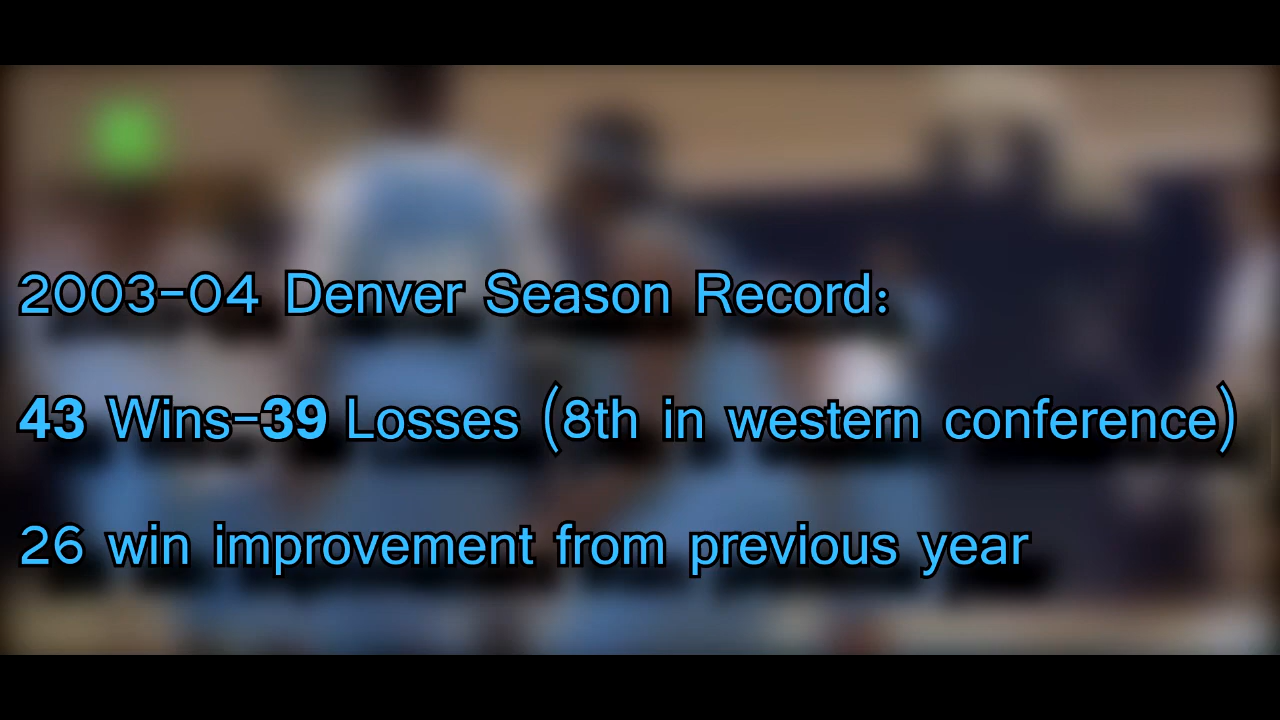 2003-04 Denver Season Record:
43 Wins-39 Losses (8th in western conference)
26 win improvement from previous year